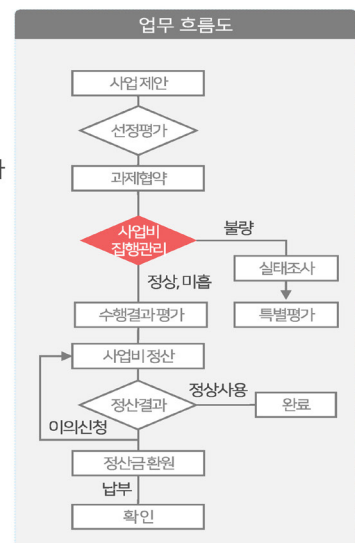 업무 흐름도
사업 제안
선정평가
과제협약
사업비
집행관리
불량
실태조사
정상, 미흡
수행결과 평가
특별평가
사업비 정산
정산결과
정상사용
완료
이의신청
정산금 환원
납부
확인